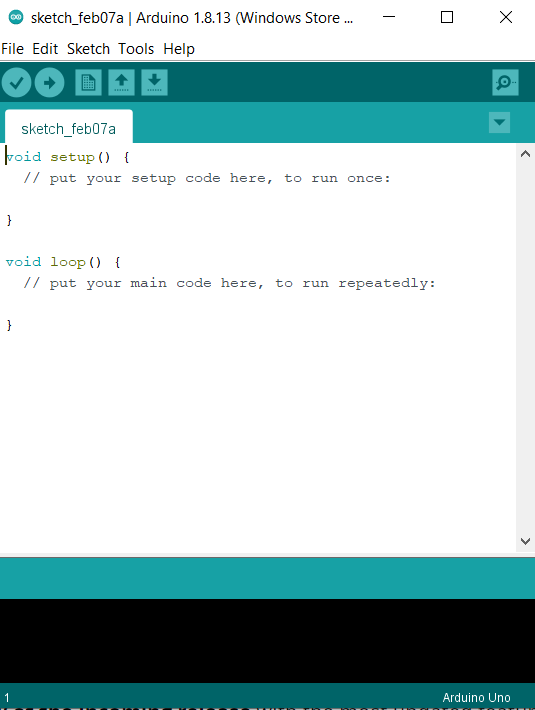 sketch_feb07a | Arduino 1.8.13 (Windows Store ...
File Edit Sketch Tools Help
sketch_feb07a
void setup() {
  // put your setup code here, to run once:
}
void loop() {
  // put your main code here, to run repeatedly:
}
1
Arduino Uno